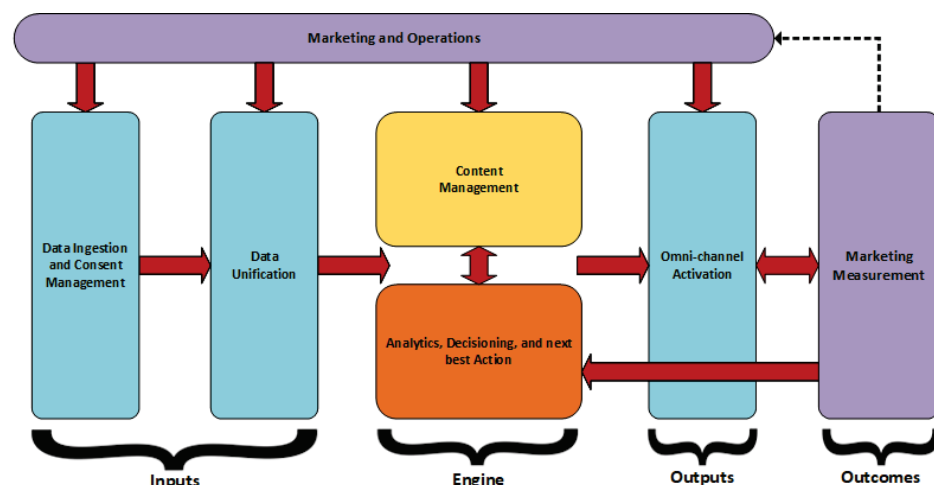 Marketing and Operations
Content
Management
Data Ingestion
and Consent
Management
Data
Unification
Omni-channel
Activation
Marketing
Measurement
Analytics, Decisioning, and next
best Action
Inputs
Engine
Outputs
Outcomes